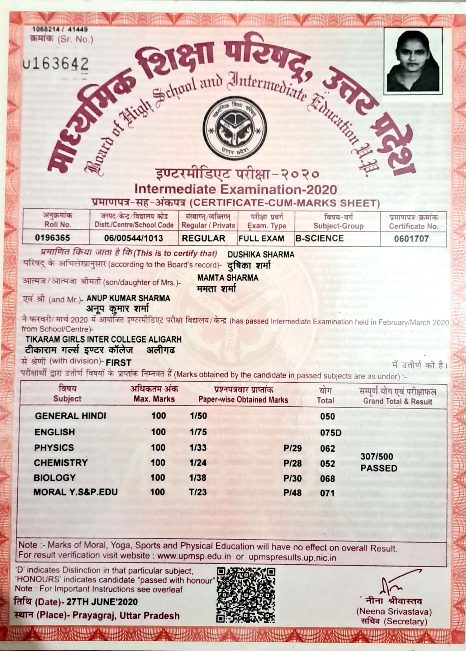 1068214 / 41449
क्रमांक (Sr. No.)
0163642
माध्यमिक शिक्षा परिषद्, उत्तर प्रदेश
Board of High School and Intermediate Education U.P.
इण्टरमीडिएट परीक्षा-२०२०
Intermediate Examination-2020
प्रमाणपत्र-सह-अंकपत्र (CERTIFICATE-CUM-MARKS SHEET)
अनुक्रमांक जनपद/केन्द्र/विद्यालय कोड संस्थागत/व्यक्तिगत परीक्षा प्रवर्ग विषय-वर्ग प्रमाणपत्र क्रमांक
Roll No. Distt./Centre/School Code Regular / Private Exam. Type Subject-Group Certificate No.
0196365 06/00544/1013 REGULAR FULL EXAM B-SCIENCE 0601707
प्रमाणित किया जाता है कि (This is to certify that) DUSHIKA SHARMA
परिषद् के अभिलेखानुसार (according to the Board's record)- दुषिका शर्मा
आत्मज/आत्मजा श्रीमती (son/daughter of Mrs.) MAMTA SHARMA
ममता शर्मा
एवं श्री (and Mr.)- ANUP KUMAR SHARMA
अनूप कुमार शर्मा
ने फरवरी/मार्च 2020 में आयोजित इण्टरमीडिएट परीक्षा विद्यालय/केन्द्र (has passed Intermediate Examination held in February/March 2020
from School/Centre)-
TIKARAM GIRLS INTER COLLEGE ALIGARH
टीकाराम गर्ल्स इण्टर कॉलेज अलीगढ
से श्रेणी (with division)- FIRST में उत्तीर्ण की है।
परीक्षार्थी द्वारा उत्तीर्ण विषयों के प्राप्तांक निम्नवत हैं (Marks obtained by the candidate in passed subjects are as under) :-
विषय अधिकतम अंक प्रश्नपत्रवार प्राप्तांक योग सम्पूर्ण योग एवं परीक्षाफल
Subject Max. Marks Paper-wise Obtained Marks Total Grand Total & Result
GENERAL HINDI 100 1/50 050
ENGLISH 100 1/75 075D
PHYSICS 100 1/33 P/29 062
307/500
CHEMISTRY 100 1/24 P/28 052
PASSED
BIOLOGY 100 1/38 P/30 068
MORAL Y.S&P.EDU 100 T/23 P/48 071
Note :- Marks of Moral, Yoga, Sports and Physical Education will have no effect on overall Result.
For result verification visit website : www.upmsp.edu.in or upmspresults.up.nic.in
'D' indicates Distinction in that particular subject,
'HONOURS' indicates candidate "passed with honour"
Note : For Important Instructions see overleaf
तिथि (Date)- 27TH JUNE'2020
स्थान (Place)- Prayagraj, Uttar Pradesh
नीना श्रीवास्तव
(Neena Srivastava)
सचिव (Secretary)